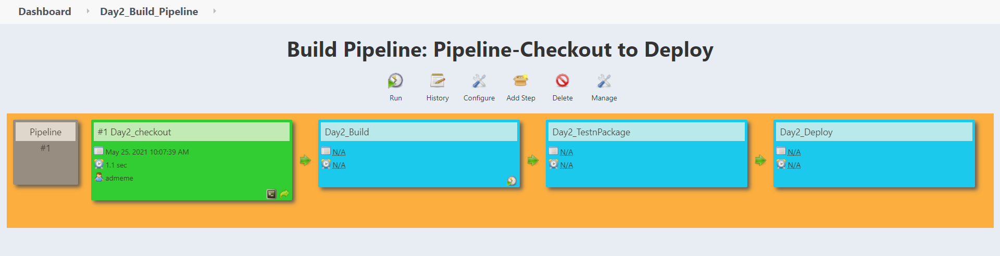 Dashboard Day2_Build_Pipeline
Build Pipeline: Pipeline-Checkout to Deploy
Run History Configure Add Step Delete Manage
Pipeline
#1
#1 Day2_checkout
May 25, 2021 10:07:39 AM
1.1 sec
admeme
Day2_Build
N/A
N/A
Day2_TestnPackage
N/A
N/A
Day2_Deploy
N/A
N/A